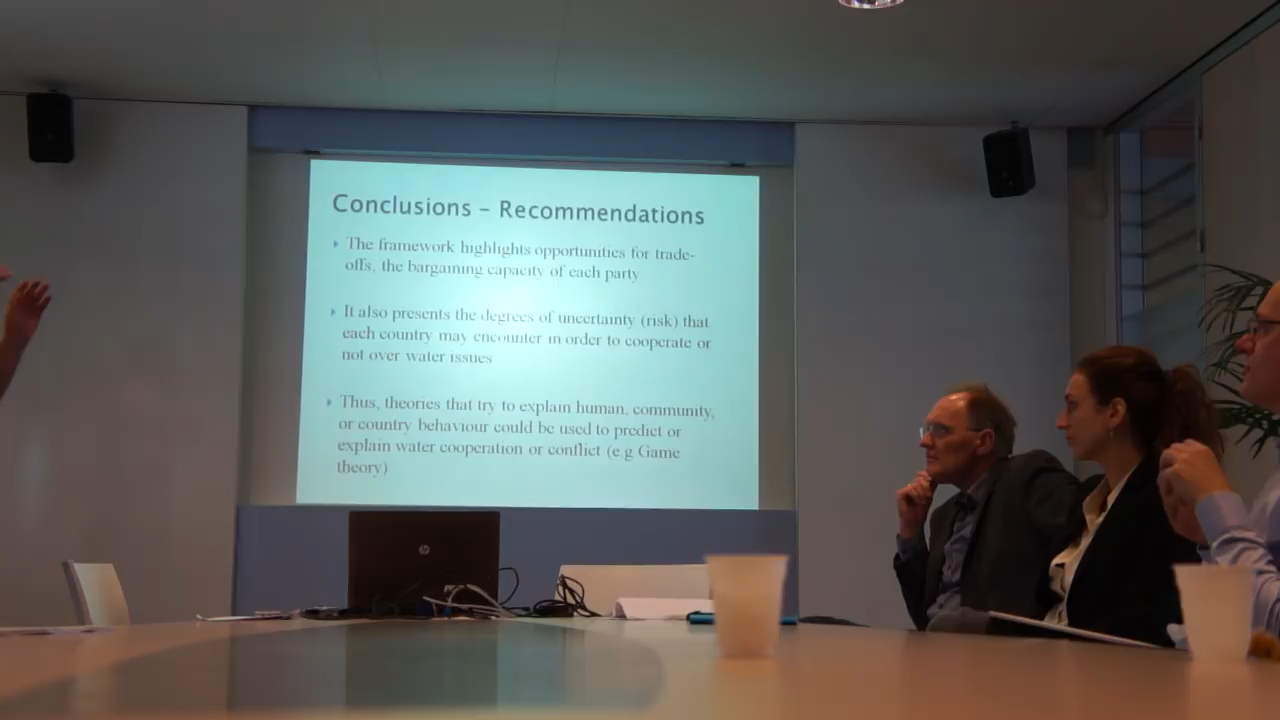 Conclusions – Recommendations
The framework highlights opportunities for trade-
offs, the bargaining capacity of each party
It also presents the degrees of uncertainty (risk) that
each country may encounter in order to cooperate or
not over water issues
Thus, theories that try to explain human, community,
or country behaviour could be used to predict or
explain water cooperation or conflict (e.g Game
theory)
hp